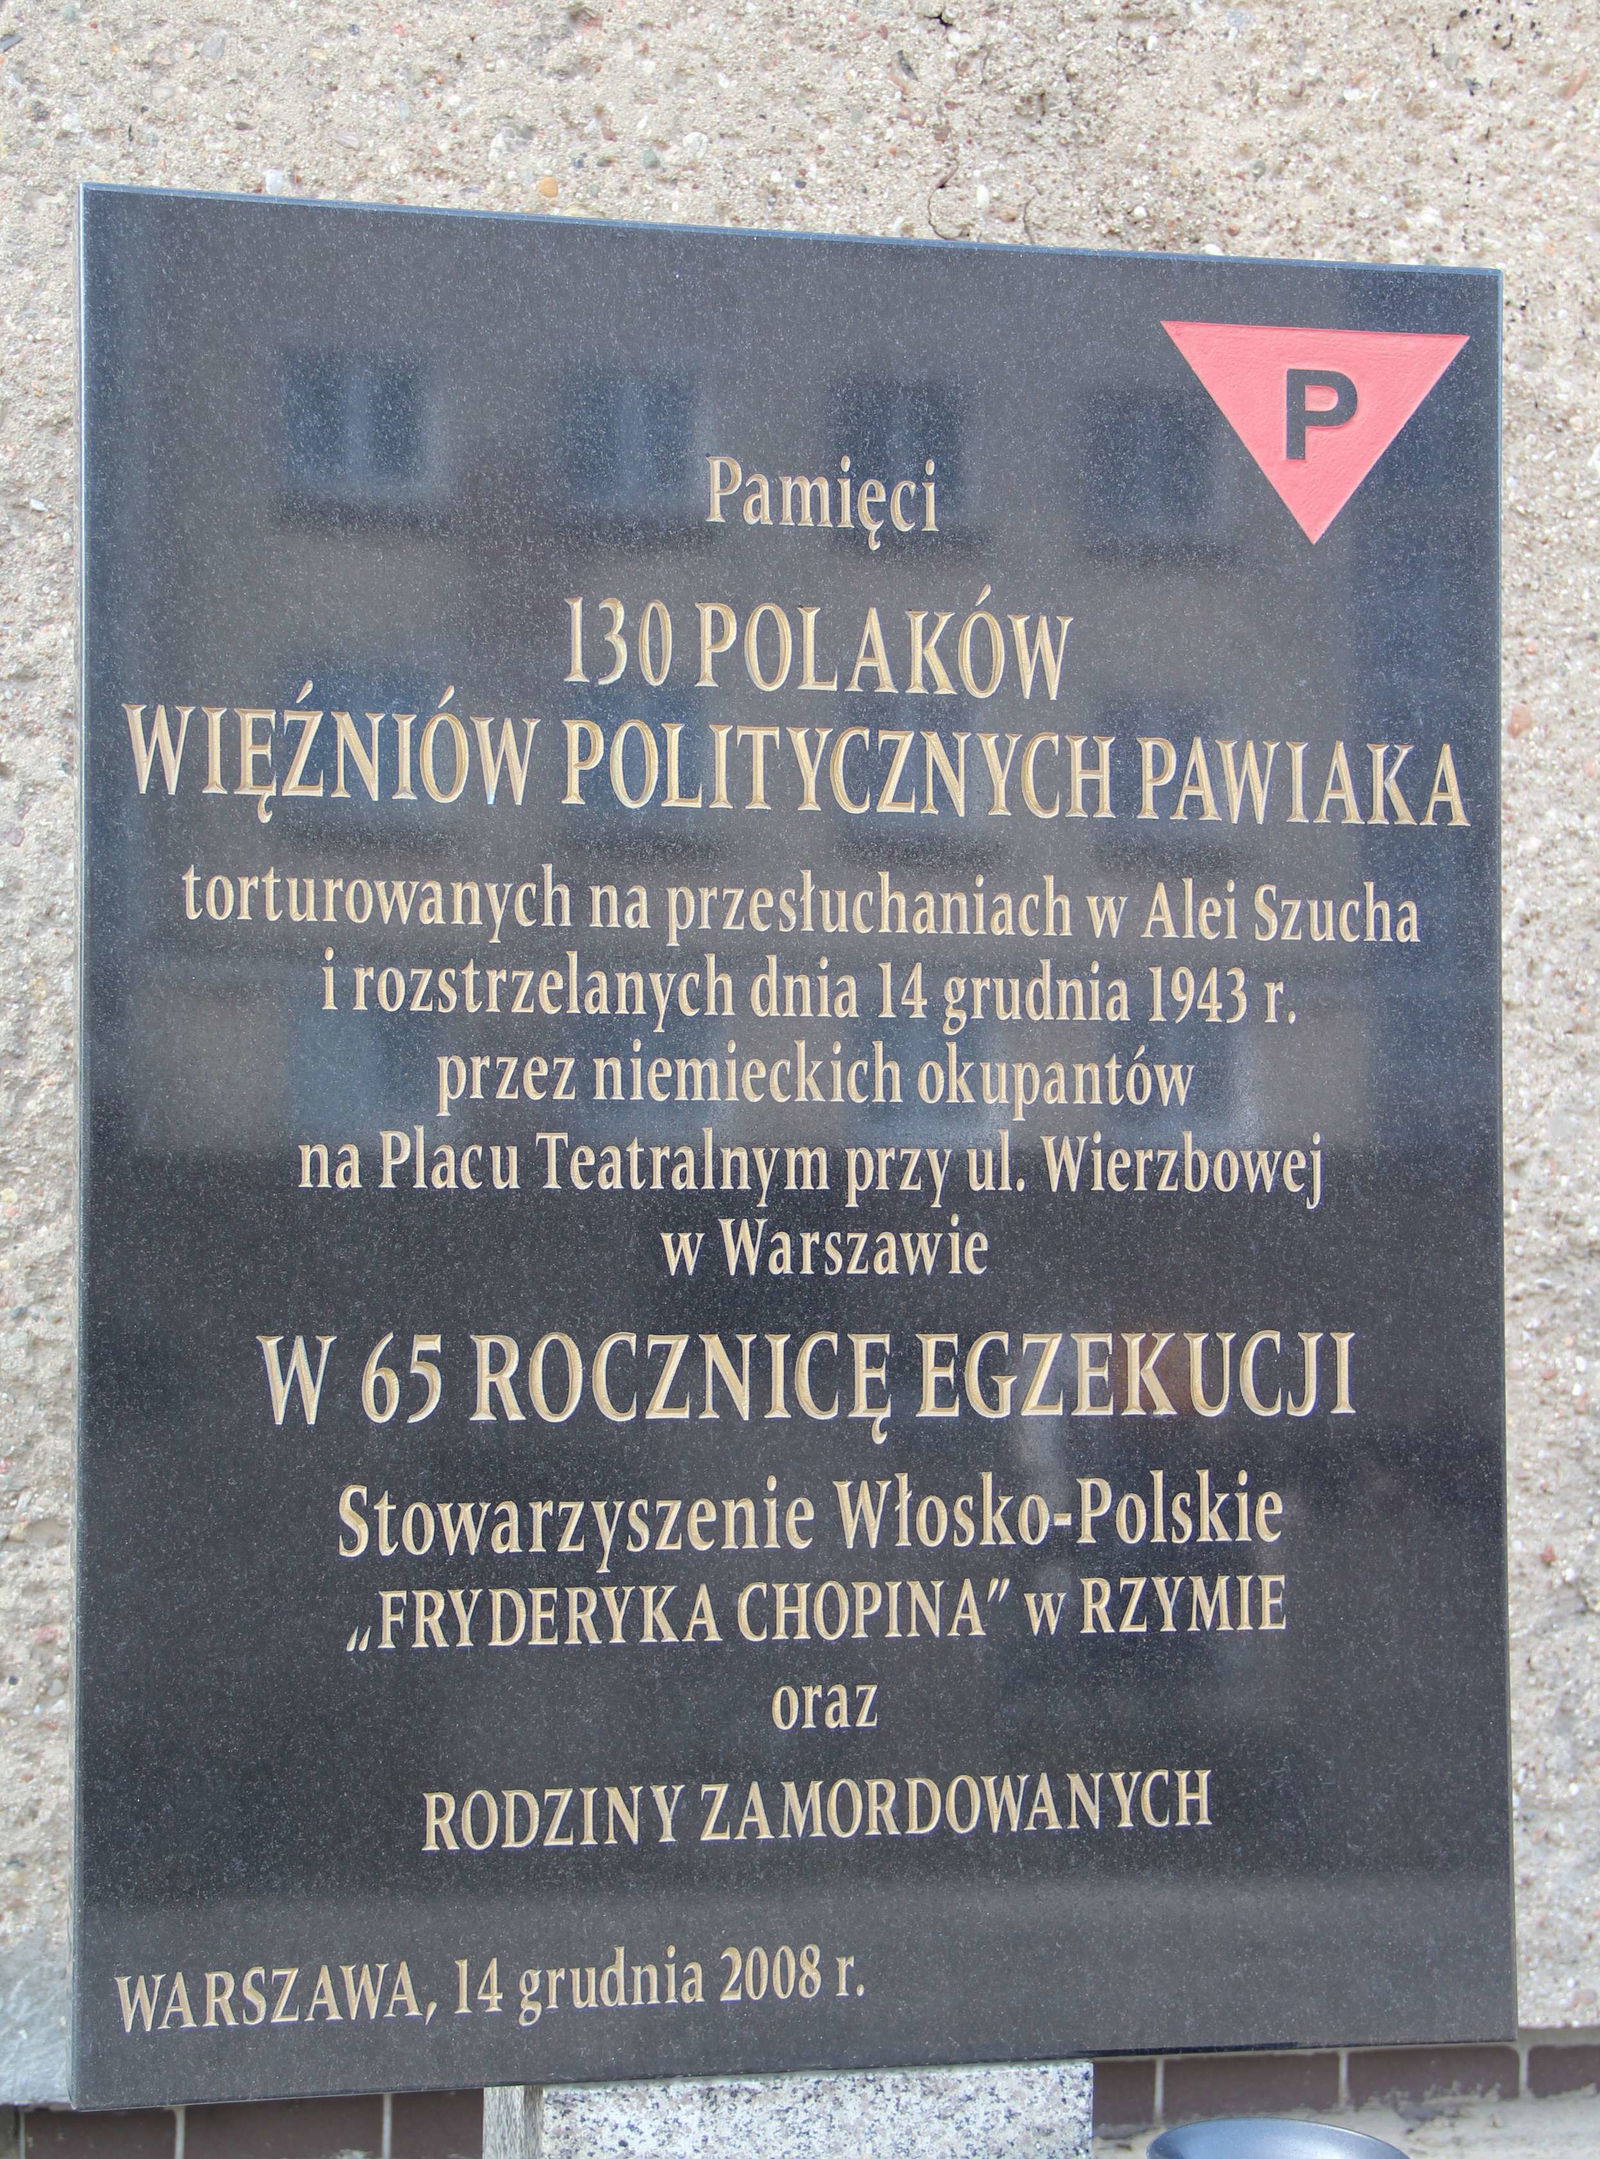 P
Pamięci
130 POLAKÓW
WIĘŹNIÓW POLITYCZNYCH PAWIAKA
torturowanych na przesłuchaniach w Alei Szucha
i rozstrzelanych dnia 14 grudnia 1943 r.
przez niemieckich okupantów
na Placu Teatralnym przy ul. Wierzbowej
w Warszawie
W 65 ROCZNICĘ EGZEKUCJI
Stowarzyszenie Włosko-Polskie
„FRYDERYKA CHOPINA” w RZYMIE
oraz
RODZINY ZAMORDOWANYCH
WARSZAWA, 14 grudnia 2008 r.